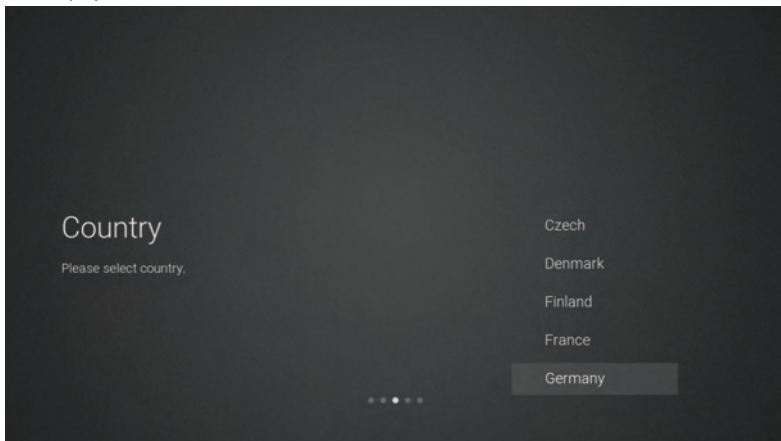 Country
Please select country.
Czech
Denmark
Finland
France
Germany